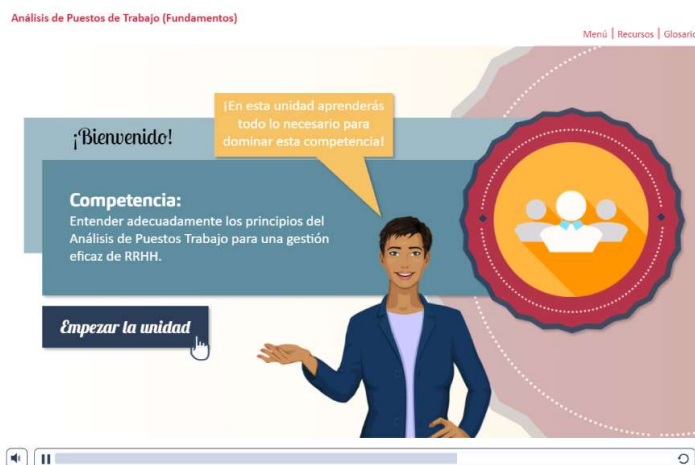 Análisis de Puestos de Trabajo (Fundamentos)
Menú | Recursos | Glosario
¡Bienvenido!
¡En esta unidad aprenderás
todo lo necesario para
dominar esta competencia!
Competencia:
Entender adecuadamente los principios del
Análisis de Puestos Trabajo para una gestión
eficaz de RRHH.
Empezar la unidad